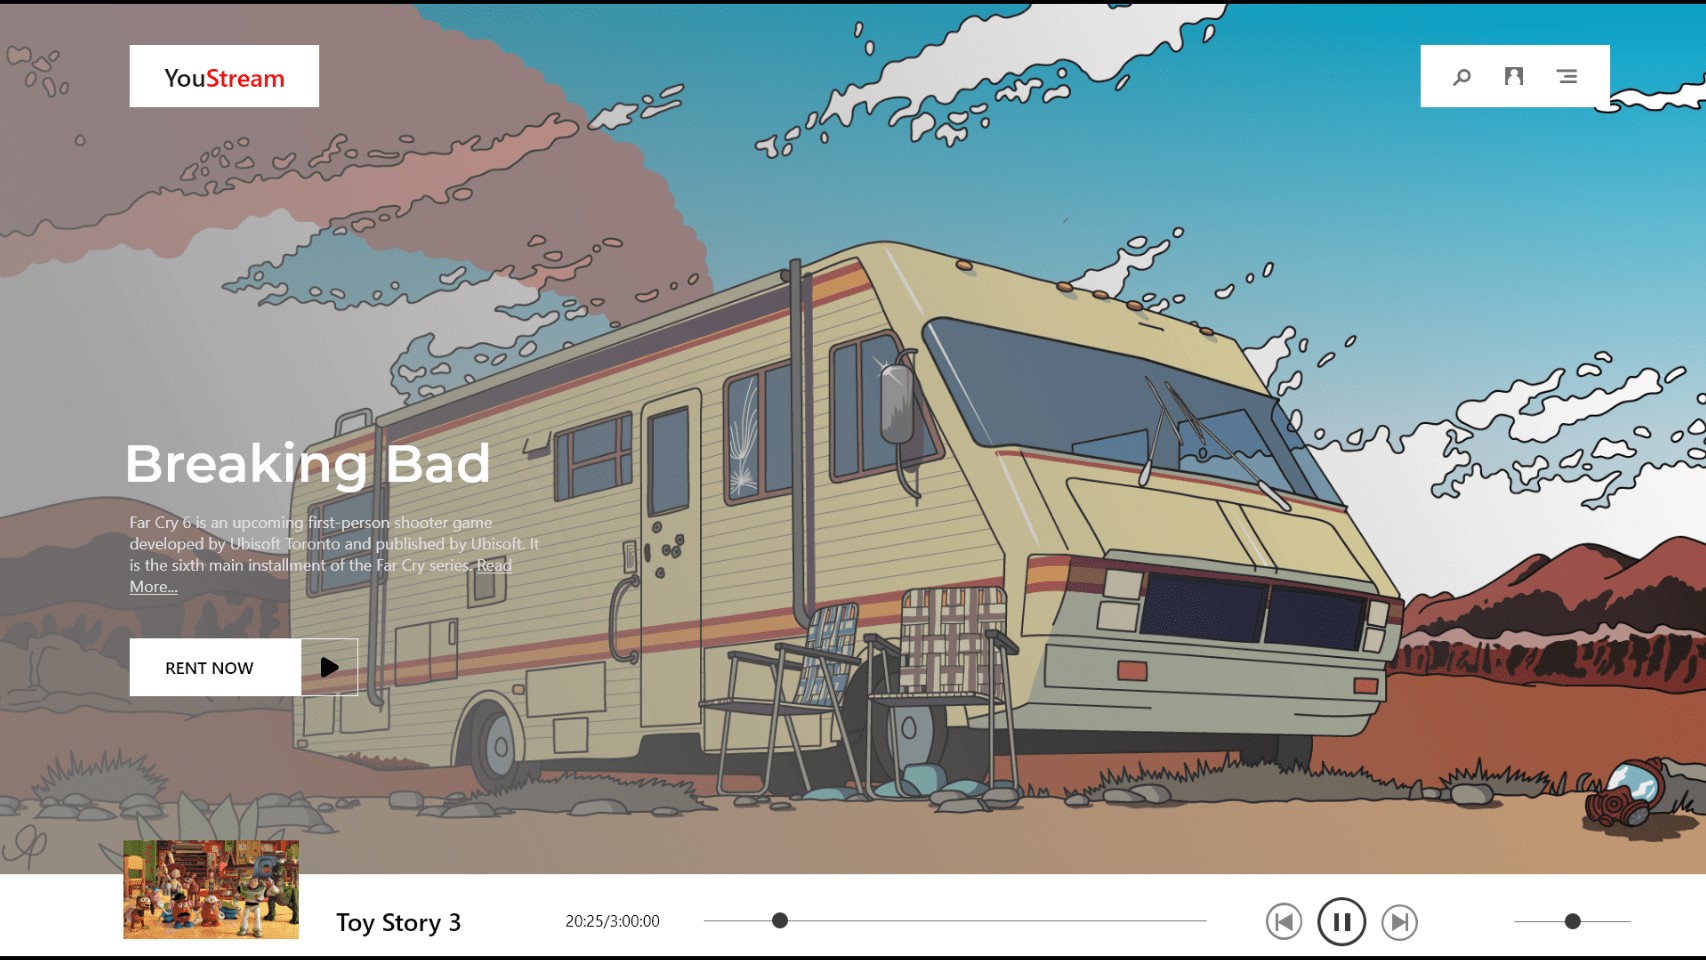 YouStream
Breaking Bad
Far Cry 6 is an upcoming first-person shooter game
developed by Ubisoft Toronto and published by Ubisoft. It
is the sixth main installment of the Far Cry series. Read
More...
RENT NOW
Toy Story 3
20:25/3:00:00